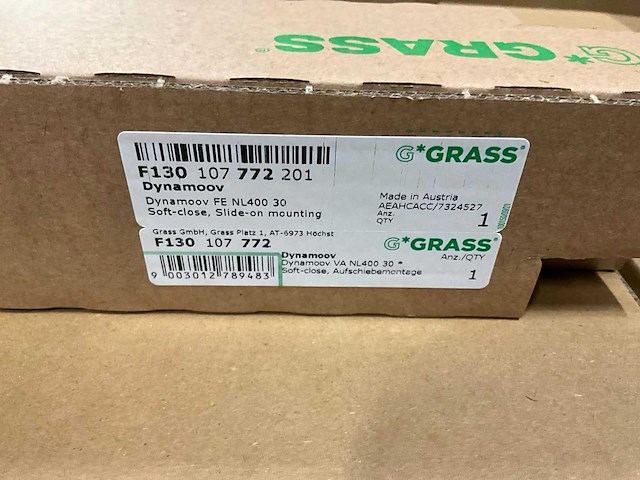 G*GRASS®
G*GRASS®
F130 107 772 201
Dynamoov
Dynamoov FE NL400 30
Soft-close, Slide-on mounting
Made in Austria
AEAHCACC/7324527
Anz.
QTY 1
Grass GmbH, Grass Platz 1, AT-6973 Höchst
F130 107 772
G*GRASS®
Dynamoov
Dynamoov VA NL400 30 *
Soft-close, Aufschiebemontage
Anz./QTY
1
9 003012 789483